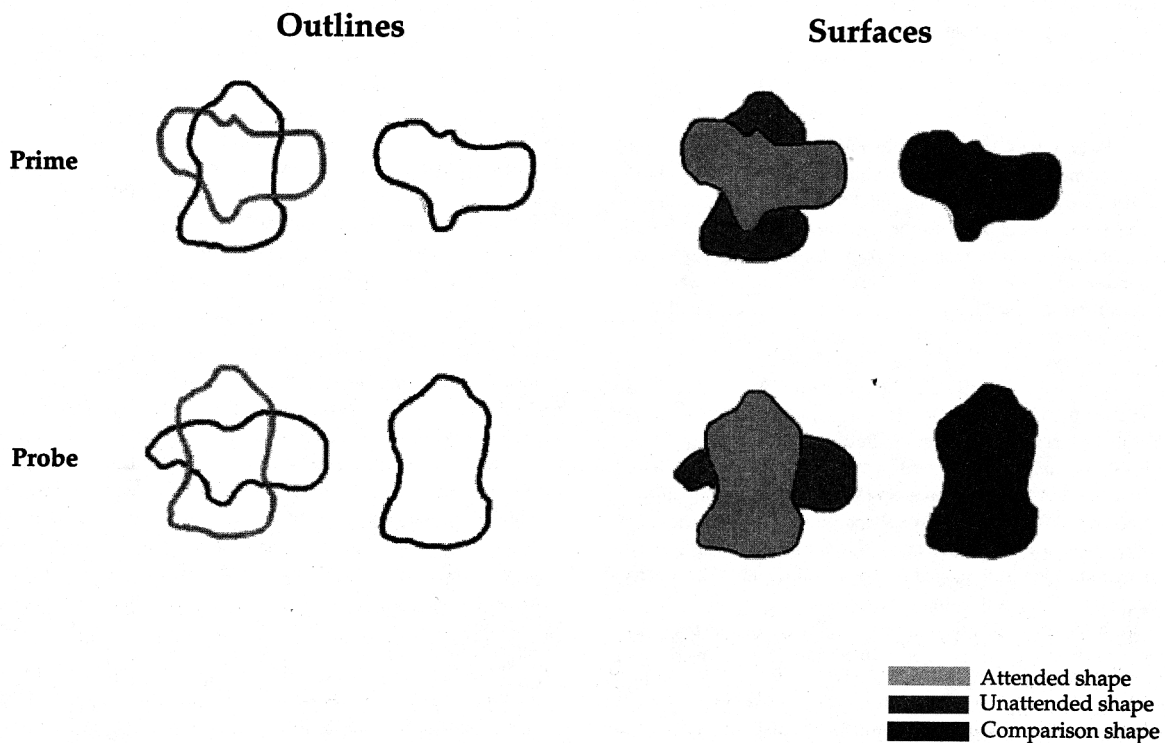 Outlines
Surfaces
Prime
Probe
Attended shape
Unattended shape
Comparison shape